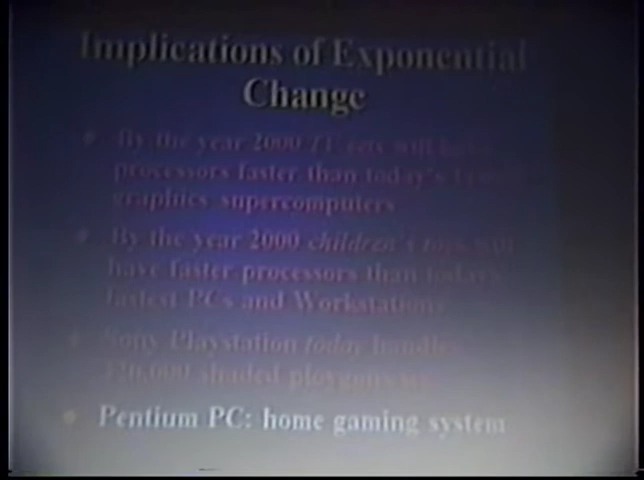 Implications of Exponential
Change
By the year 2000 TV sets will have
processors faster than today's
graphics supercomputers
By the year 2000 children's toys will
have faster processors than today's
fastest PCs and Workstations
Sony Playstation today handles
shaded ploygons
Pentium PC: home gaming system